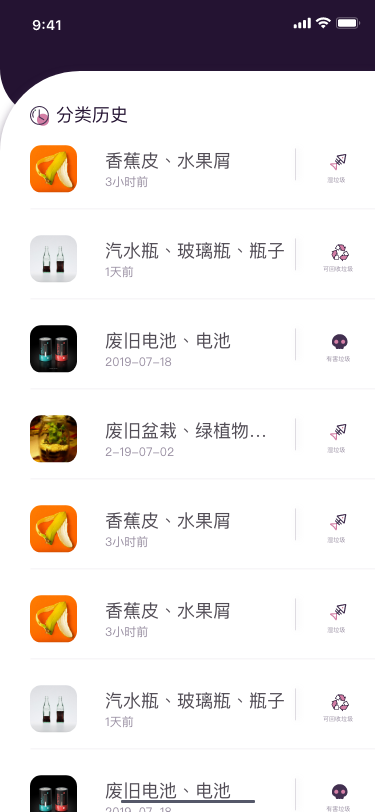 9:41
分类历史
香蕉皮、水果屑
3小时前
湿垃圾
汽水瓶、玻璃瓶、瓶子
1天前
可回收垃圾
废旧电池、电池
2019-07-18
有害垃圾
废旧盆栽、绿植物...
2-19-07-02
湿垃圾
香蕉皮、水果屑
3小时前
湿垃圾
香蕉皮、水果屑
3小时前
湿垃圾
汽水瓶、玻璃瓶、瓶子
1天前
可回收垃圾
废旧电池、电池
2019-07-18
有害垃圾